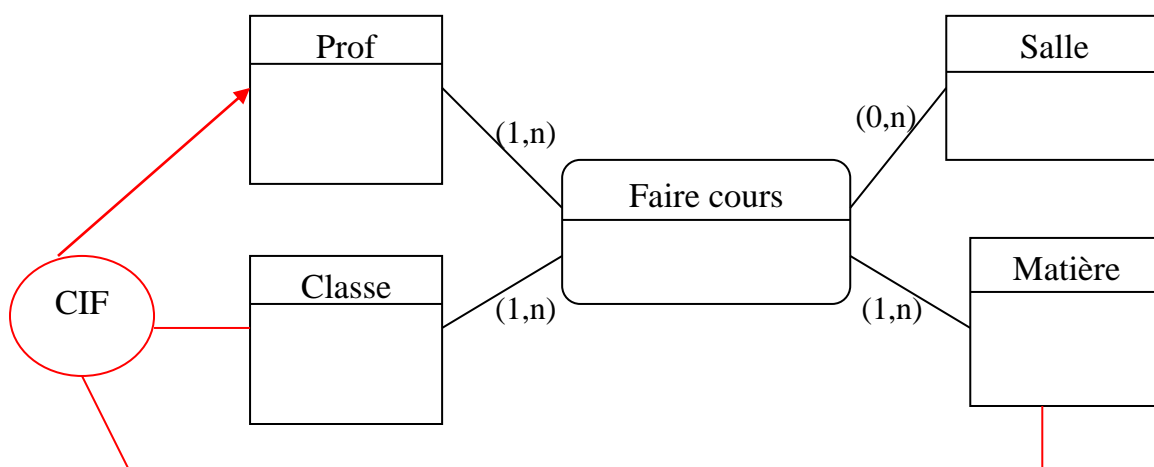 Prof
Salle
(1,n)
(0,n)
Faire cours
CIF
Classe
Matière
(1,n)
(1,n)